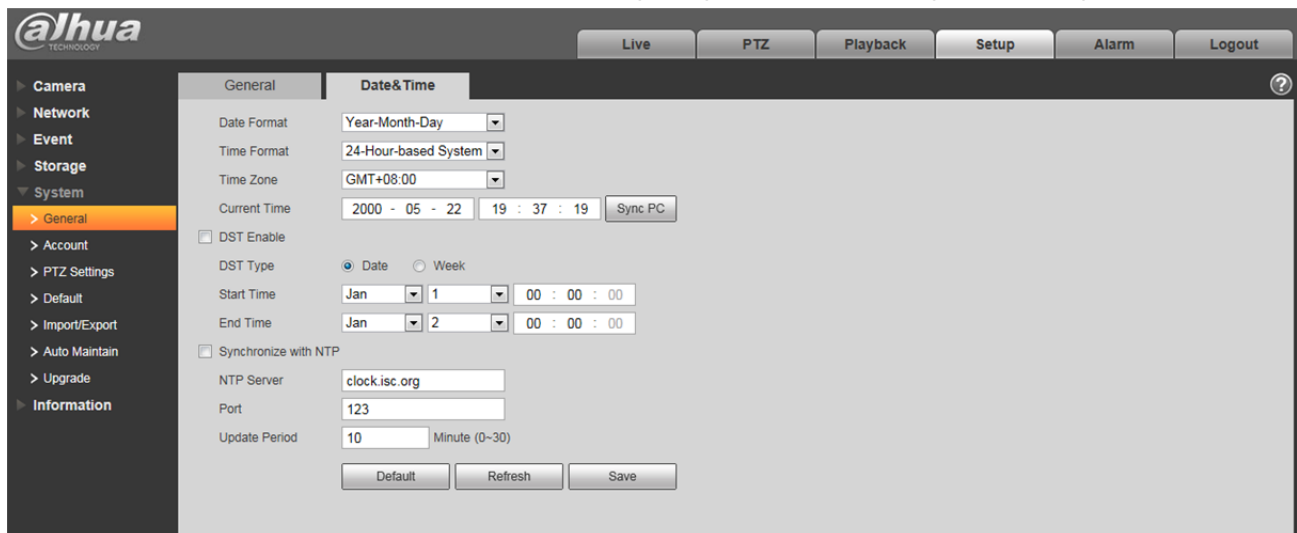 alhua
TECHNOLOGY
Live PTZ Playback Setup Alarm Logout
Camera
Network
Event
Storage
System
> General
> Account
> PTZ Settings
> Default
> Import/Export
> Auto Maintain
> Upgrade
Information
General Date&Time ?
Date Format Year-Month-Day
Time Format 24-Hour-based System
Time Zone GMT+08:00
Current Time 2000 - 05 - 22 19 : 37 : 19 Sync PC
DST Enable
DST Type Date Week
Start Time Jan 1 00 : 00 : 00
End Time Jan 2 00 : 00 : 00
Synchronize with NTP
NTP Server clock.isc.org
Port 123
Update Period 10 Minute (0~30)
Default Refresh Save